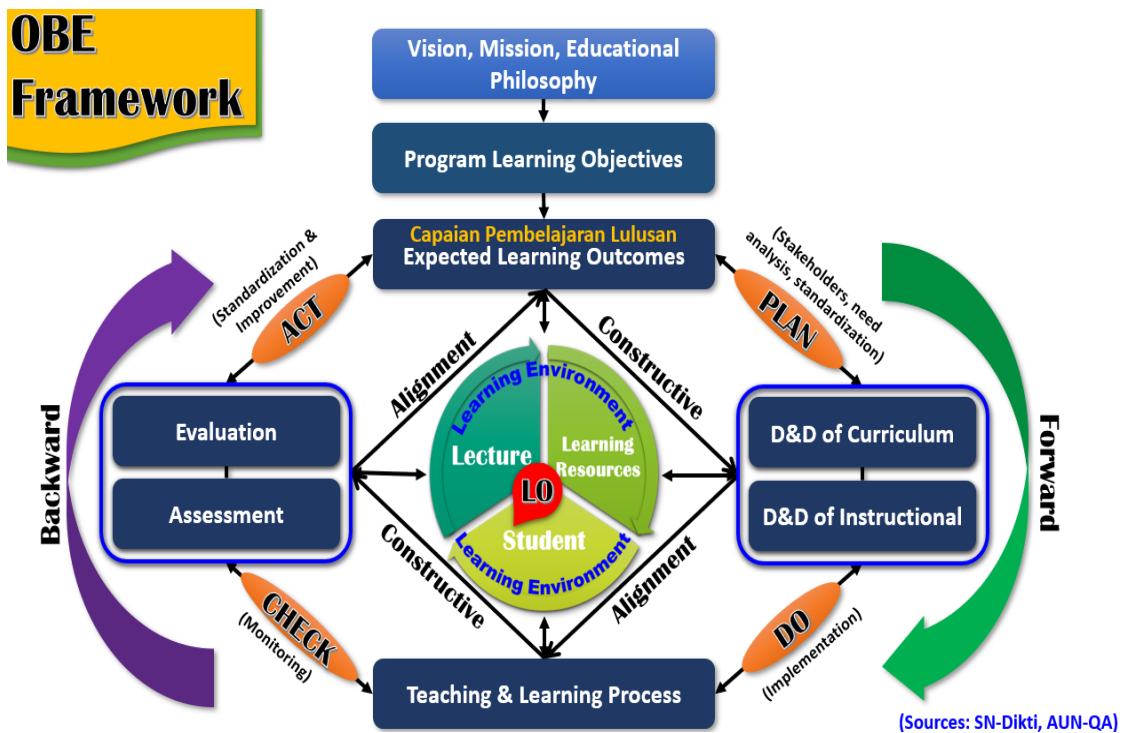 OBE
Framework
Vision, Mission, Educational
Philosophy
Program Learning Objectives
Capaian Pembelajaran Lulusan
Expected Learning Outcomes
(Standardization &
Improvement)
ACT
(Stakeholders, need
analysis, standardization)
PLAN
Alignment
Constructive
Learning Environment
Lecture
Learning
Resources
LO
Student
Learning Environment
Evaluation
Assessment
D&D of Curriculum
D&D of Instructional
Backward
Forward
Constructive
Alignment
CHECK
(Monitoring)
DO
(Implementation)
Teaching & Learning Process
(Sources: SN-Dikti, AUN-QA)